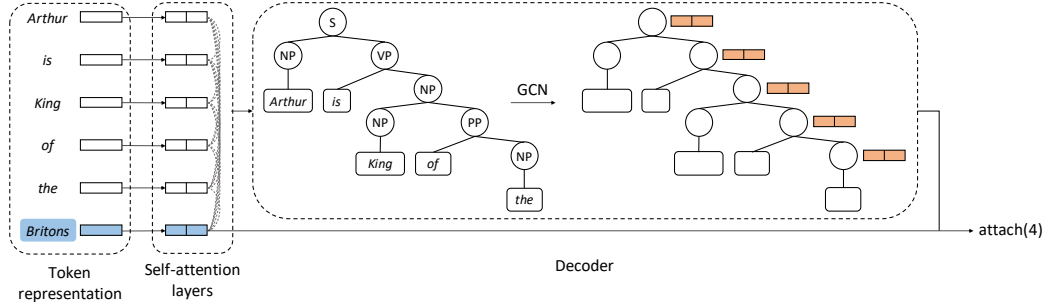 Arthur
is
King
of
the
Britons
Token
representation
Self-attention
layers
S
NP
VP
Arthur
is
NP
NP
PP
King
of
NP
the
GCN
Decoder
attach(4)